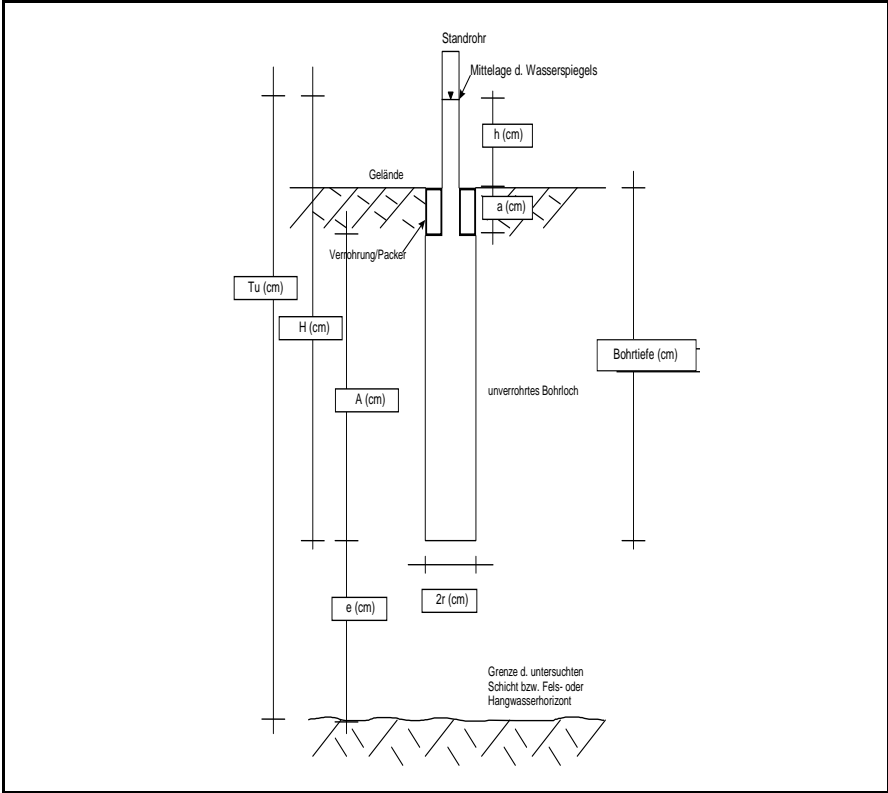 Standrohr
Mittelage d. Wasserspiegels
h (cm)
Gelände
a (cm)
Verrohrung/Packer
Tu (cm)
H (cm)
Bohrtiefe (cm)
A (cm)
unverrohrtes Bohrloch
e (cm)
2r (cm)
Grenze d. untersuchten
Schicht bzw. Fels- oder
Hangwasserhorizont